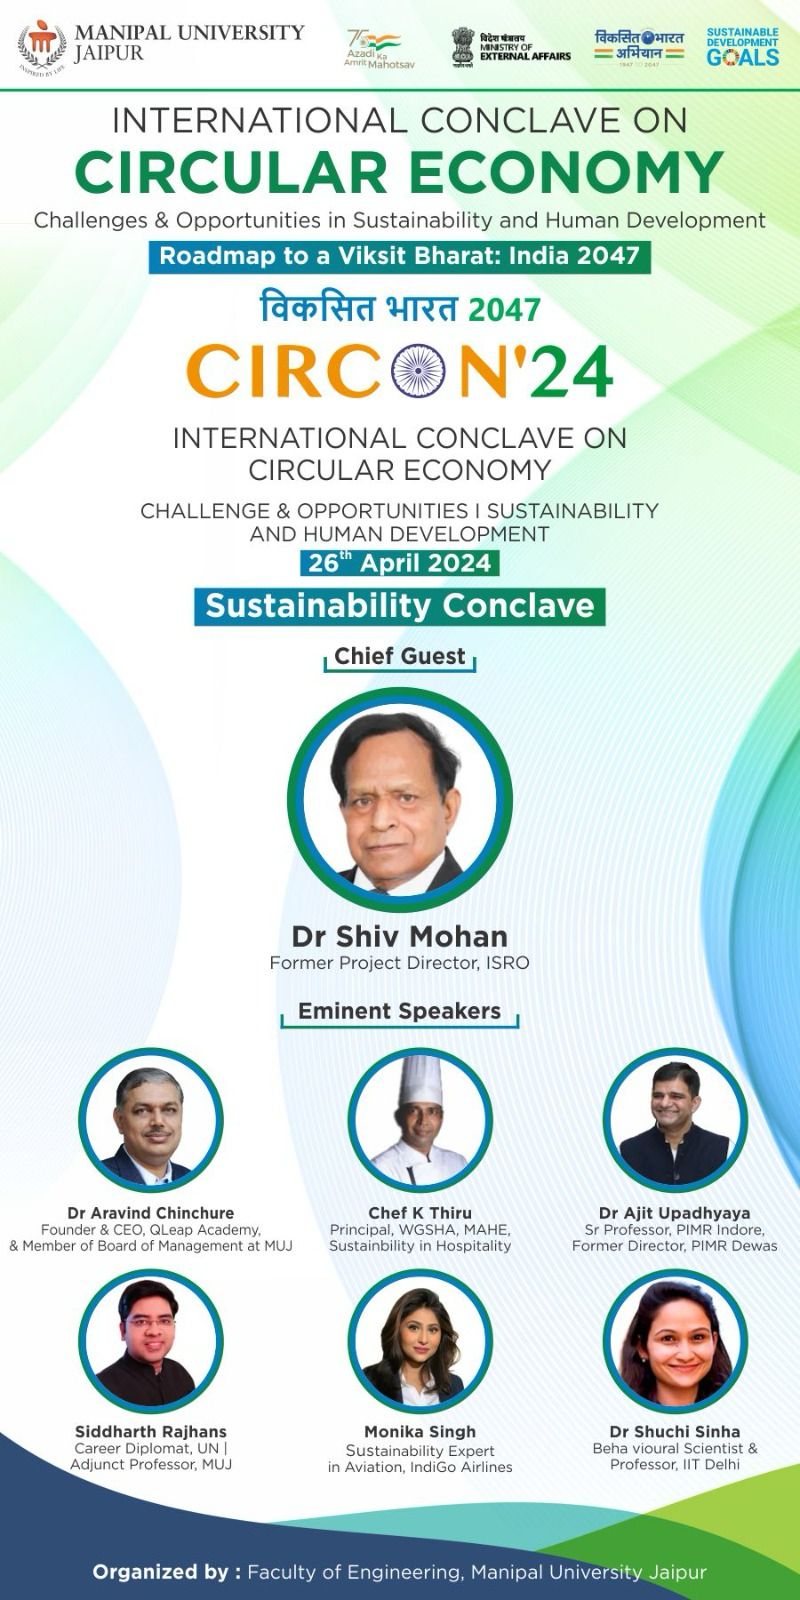 MANIPAL UNIVERSITY
JAIPUR
INSPIRED BY LIFE
75
Azadi Ka
Amrit Mahotsav
विदेश मंत्रालय
MINISTRY OF
EXTERNAL AFFAIRS
सत्यमेव जयते
विकसित भारत
अभियान
1947 TO 2047
SUSTAINABLE
DEVELOPMENT
GOALS
INTERNATIONAL CONCLAVE ON
CIRCULAR ECONOMY
Challenges & Opportunities in Sustainability and Human Development
Roadmap to a Viksit Bharat: India 2047
विकसित भारत 2047
CIRCON'24
INTERNATIONAL CONCLAVE ON
CIRCULAR ECONOMY
CHALLENGE & OPPORTUNITIES I SUSTAINABILITY
AND HUMAN DEVELOPMENT
26th April 2024
Sustainability Conclave
Chief Guest
Dr Shiv Mohan
Former Project Director, ISRO
Eminent Speakers
Dr Aravind Chinchure
Founder & CEO, QLeap Academy,
& Member of Board of Management at MUJ
Chef K Thiru
Principal, WGSHA, MAHE,
Sustainbility in Hospitality
Dr Ajit Upadhyaya
Sr Professor, PIMR Indore,
Former Director, PIMR Dewas
Siddharth Rajhans
Career Diplomat, UN |
Adjunct Professor, MUJ
Monika Singh
Sustainability Expert
in Aviation, IndiGo Airlines
Dr Shuchi Sinha
Beha vioural Scientist &
Professor, IIT Delhi
Organized by : Faculty of Engineering, Manipal University Jaipur